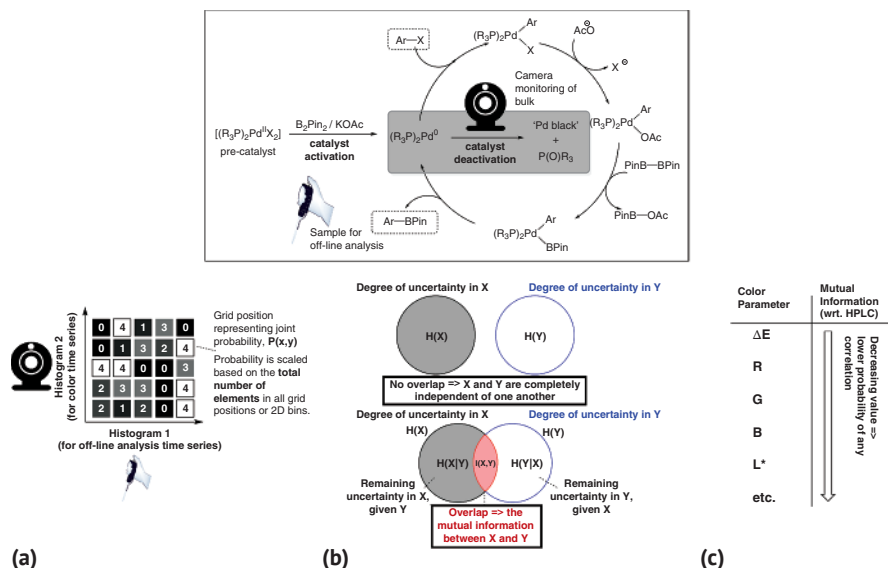 Ar
(R₃P)₂Pd
X
AcO⊖
X⊖
Ar—X
Camera
monitoring of
bulk
[(R₃P)₂PdᴵᴵX₂]
pre-catalyst
B₂Pin₂ / KOAc
catalyst
activation
(R₃P)₂Pd⁰
catalyst
deactivation
'Pd black'
+
P(O)R₃
Ar
(R₃P)₂Pd
OAc
PinB—BPin
PinB—OAc
Ar
(R₃P)₂Pd
BPin
Ar—BPin
Sample for
off-line analysis
Histogram 2
(for color time series)
0 4 1 3 0
0 1 3 2 4
4 4 0 0 3
2 3 3 0 4
2 1 2 0 4
Histogram 1
(for off-line analysis time series)
Grid position
representing joint
probability, P(x,y)
Probability is scaled
based on the total
number of
elements in all grid
positions or 2D bins.
(a)
Degree of uncertainty in X
Degree of uncertainty in Y
H(X)
H(Y)
No overlap => X and Y are completely
independent of one another
Degree of uncertainty in X
Degree of uncertainty in Y
H(X)
H(Y)
H(X|Y)
I(X,Y)
H(Y|X)
Remaining
uncertainty in X,
given Y
Remaining
uncertainty in Y,
given X
Overlap => the
mutual information
between X and Y
(b)
Color
Parameter
Mutual
Information
(wrt. HPLC)
ΔE
R
G
B
L*
etc.
Decreasing value =>
lower probability of any
correlation
(c)